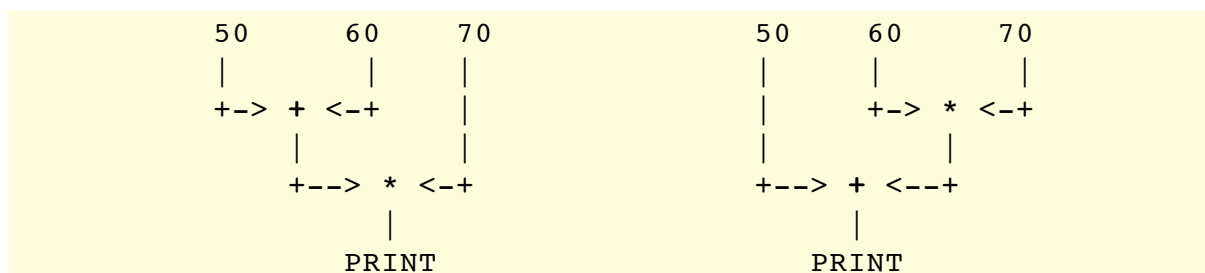 50 60 70 50 60 70
| | | | | |
+-> + <-+ | | +-> * <-+
| | | |
+--> * <-+ +--> + <--+
| |
PRINT PRINT